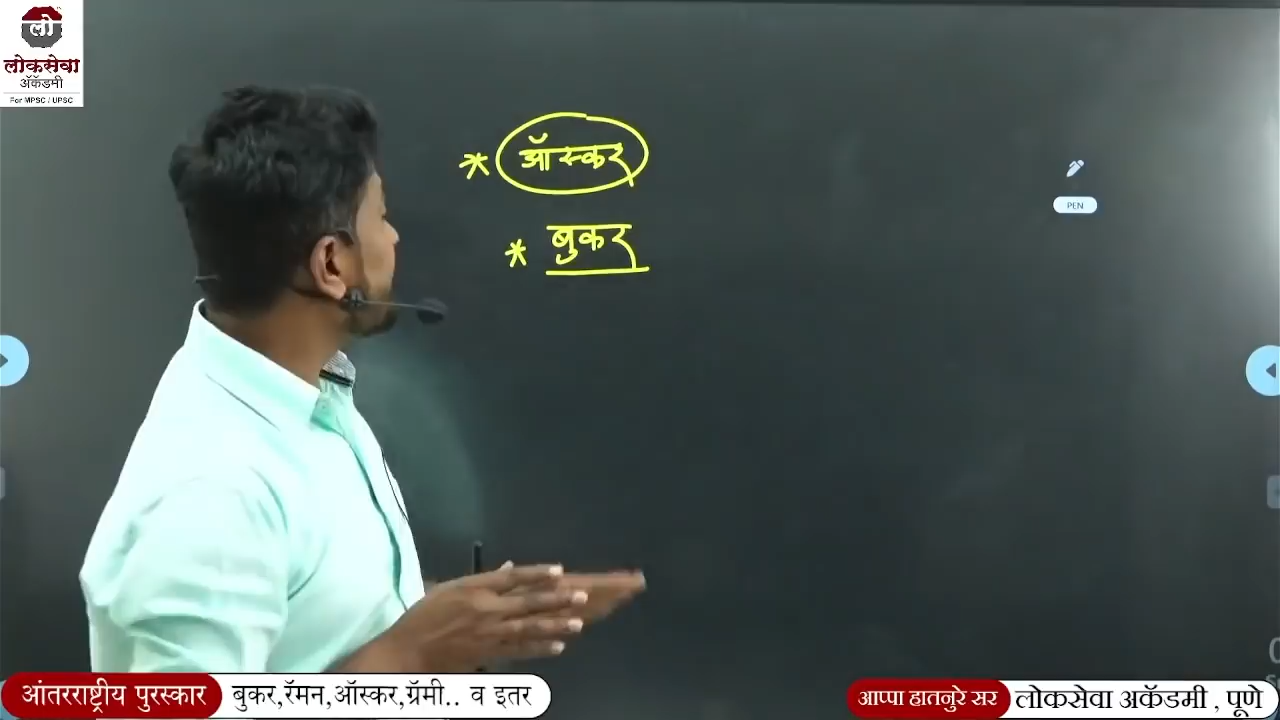 लो
लोकसेवा
अ‍ॅकॅडमी
For MPSC / UPSC
* ऑस्कर
* बुकर
PEN
आंतरराष्ट्रीय पुरस्कार बुकर,रॅमन,ऑस्कर,ग्रॅमी.. व इतर
आप्पा हातनुरे सर लोकसेवा अकॅडमी , पूणे